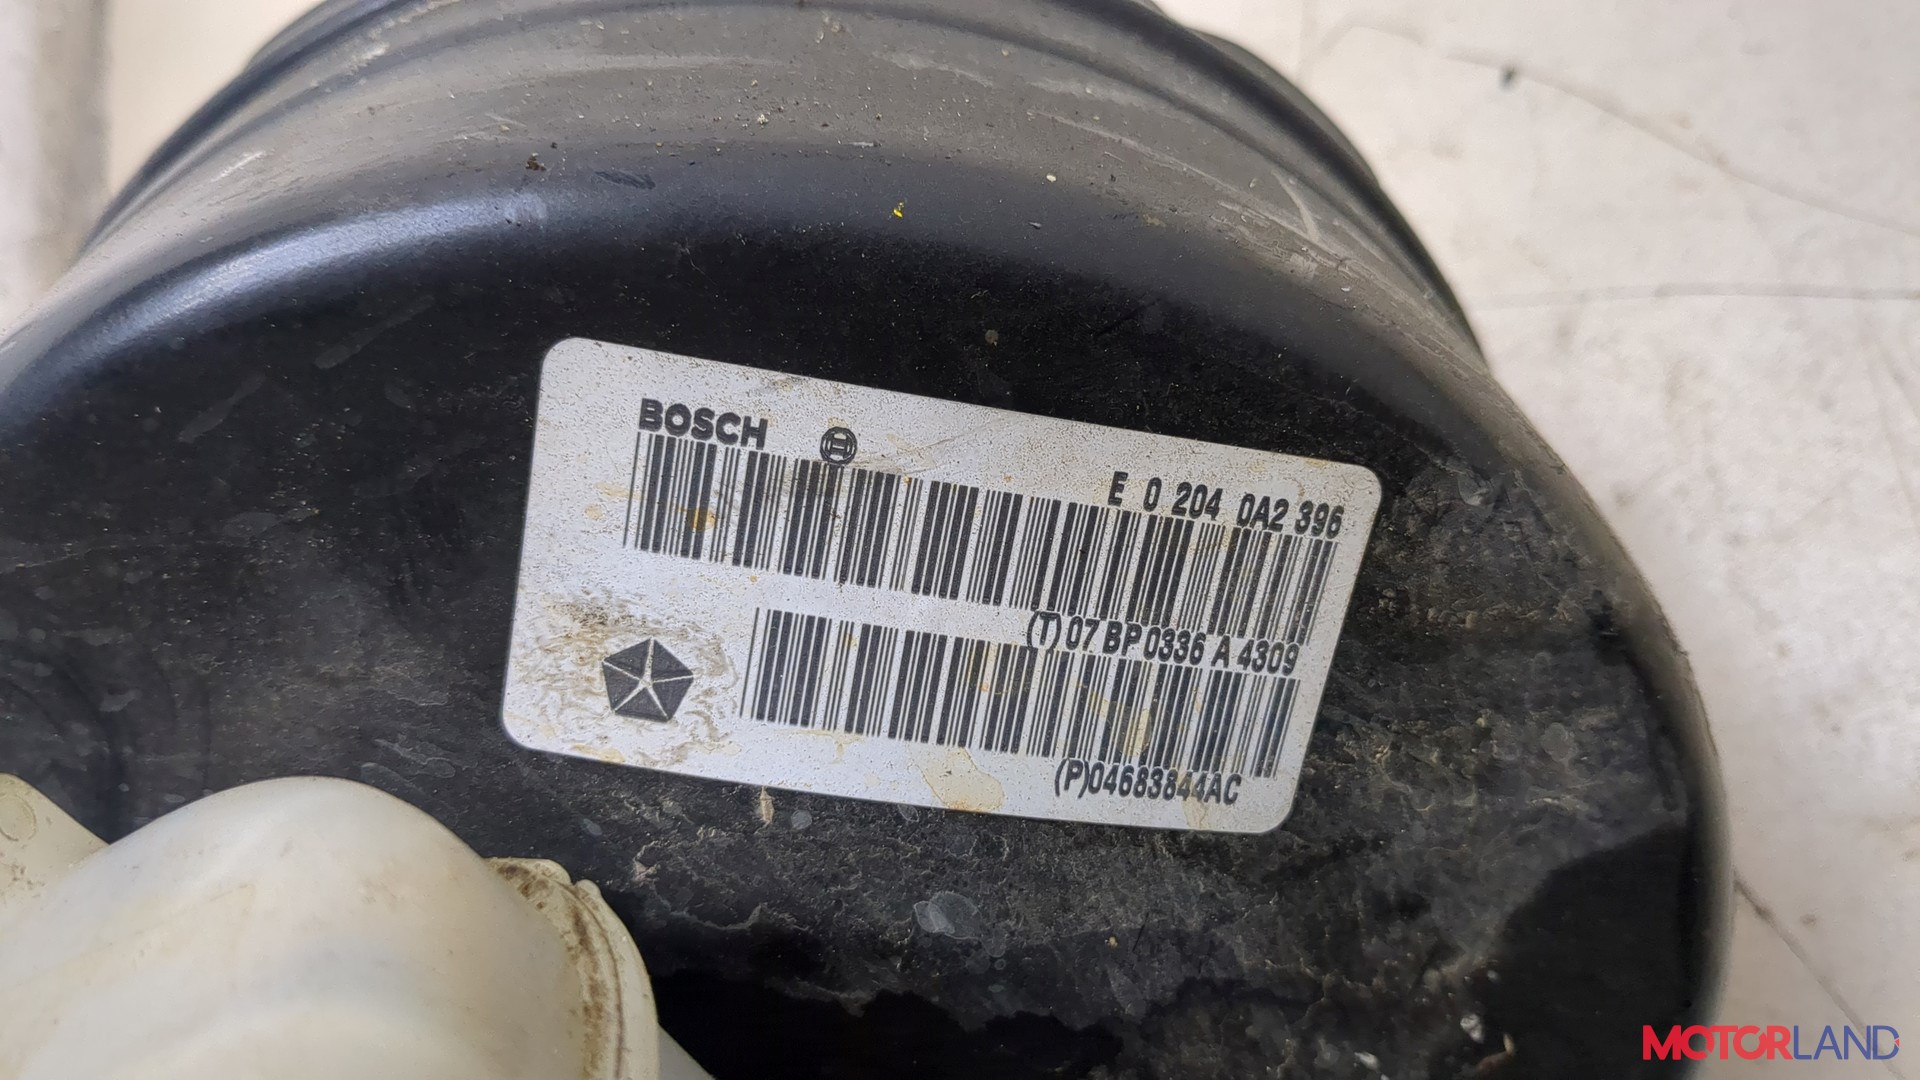 BOSCH
E 0 204 0A2 396
(T) 07 BP 0336 A 4309
(P)04683844AC
MOTORLAND